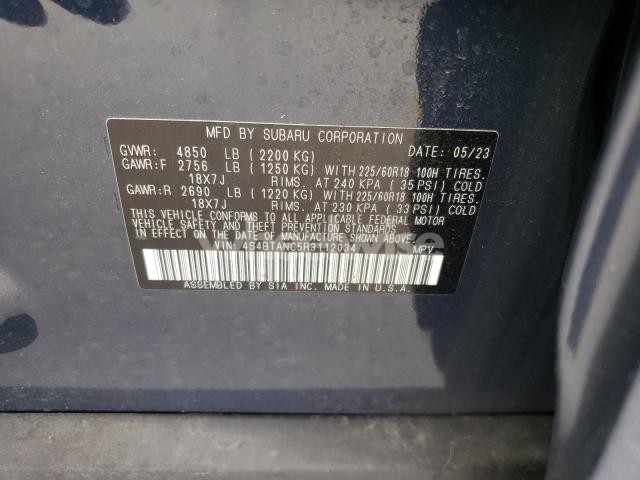 MFD BY SUBARU CORPORATION
GVWR: 4850 LB (2200 KG) DATE: 05/23
GAWR:F 2756 LB (1250 KG) WITH 225/60R18 100H TIRES.
18X7J RIMS. AT 240 KPA (35 PSI) COLD
GAWR:R 2690 LB (1220 KG) WITH 225/60R18 100H TIRES.
18X7J RIMS. AT 230 KPA (33 PSI) COLD
THIS VEHICLE CONFORMS TO ALL APPLICABLE FEDERAL MOTOR
VEHICLE SAFETY AND THEFT PREVENTION STANDARDS
IN EFFECT ON THE DATE OF MANUFACTURE SHOWN ABOVE.
VIN: 4S4BTANC5R3112034 MPV
ASSEMBLED BY SIA INC. MADE IN U.S.A.